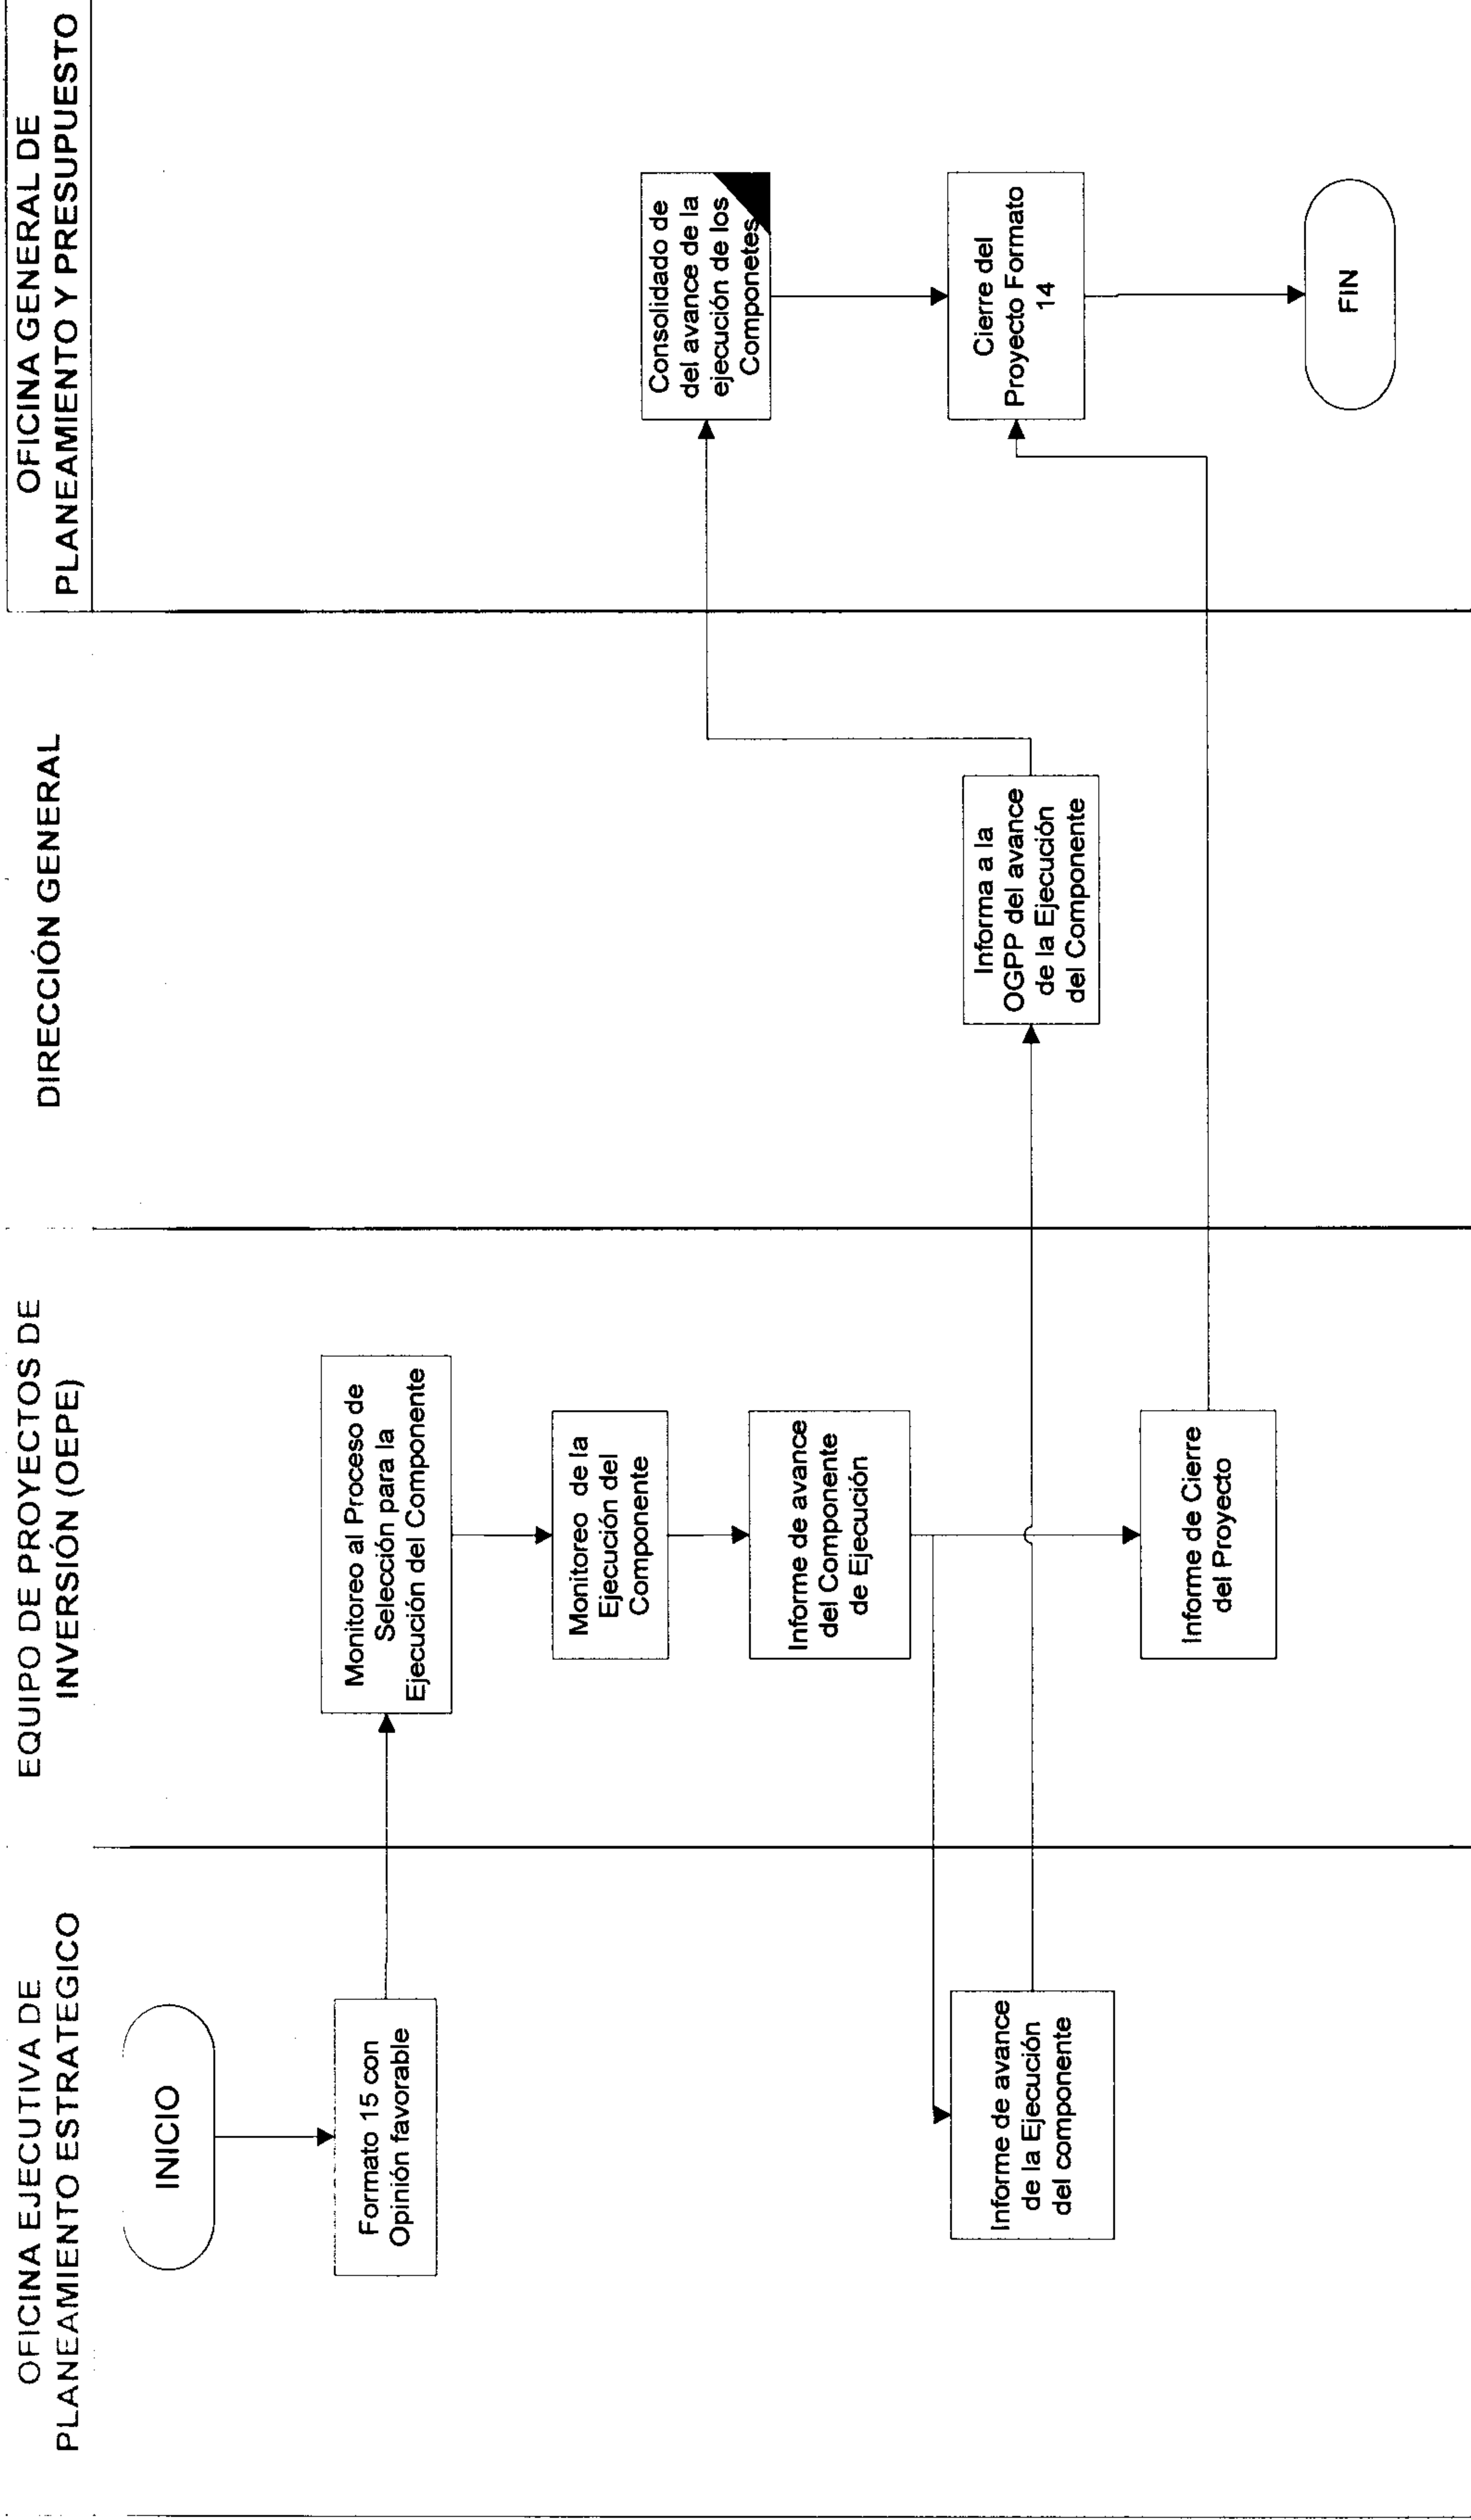 OFICINA EJECUTIVA DE
PLANEAMIENTO ESTRATEGICO
EQUIPO DE PROYECTOS DE
INVERSIÓN (OEPE)
DIRECCIÓN GENERAL
OFICINA GENERAL DE
PLANEAMIENTO Y PRESUPUESTO
INICIO
Formato 15 con
Opinión favorable
Monitoreo al Proceso de
Selección para la
Ejecución del Componente
Monitoreo de la
Ejecución del
Componente
Informe de avance
del Componente
de Ejecución
Informe de avance
de la Ejecución
del componente
Informa a la
OGPP del avance
de la Ejecución
del Componente
Consolidado de
del avance de la
ejecución de los
Componetes
Informe de Cierre
del Proyecto
Cierre del
Proyecto Formato
14
FIN